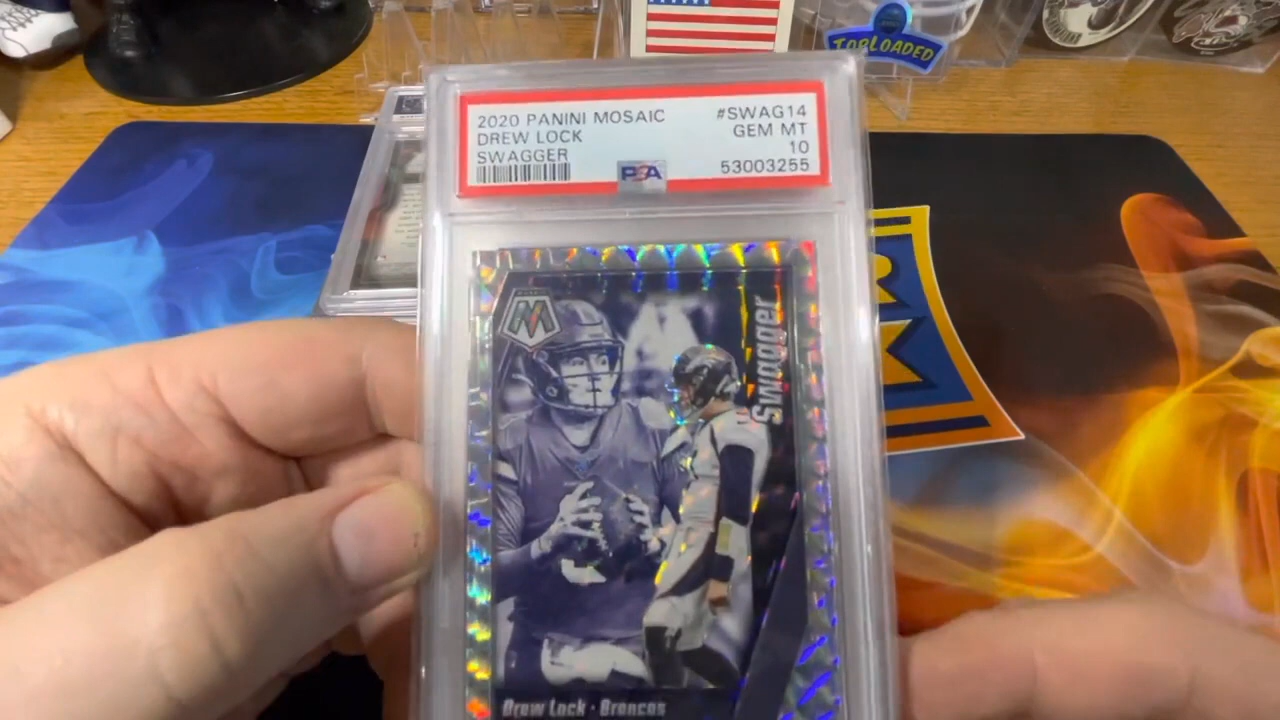 TOPLOADED
2020 PANINI MOSAIC #SWAG14
DREW LOCK GEM MT
SWAGGER 10
PSA 53003255
M
Swagger
Drew Lock · Broncos